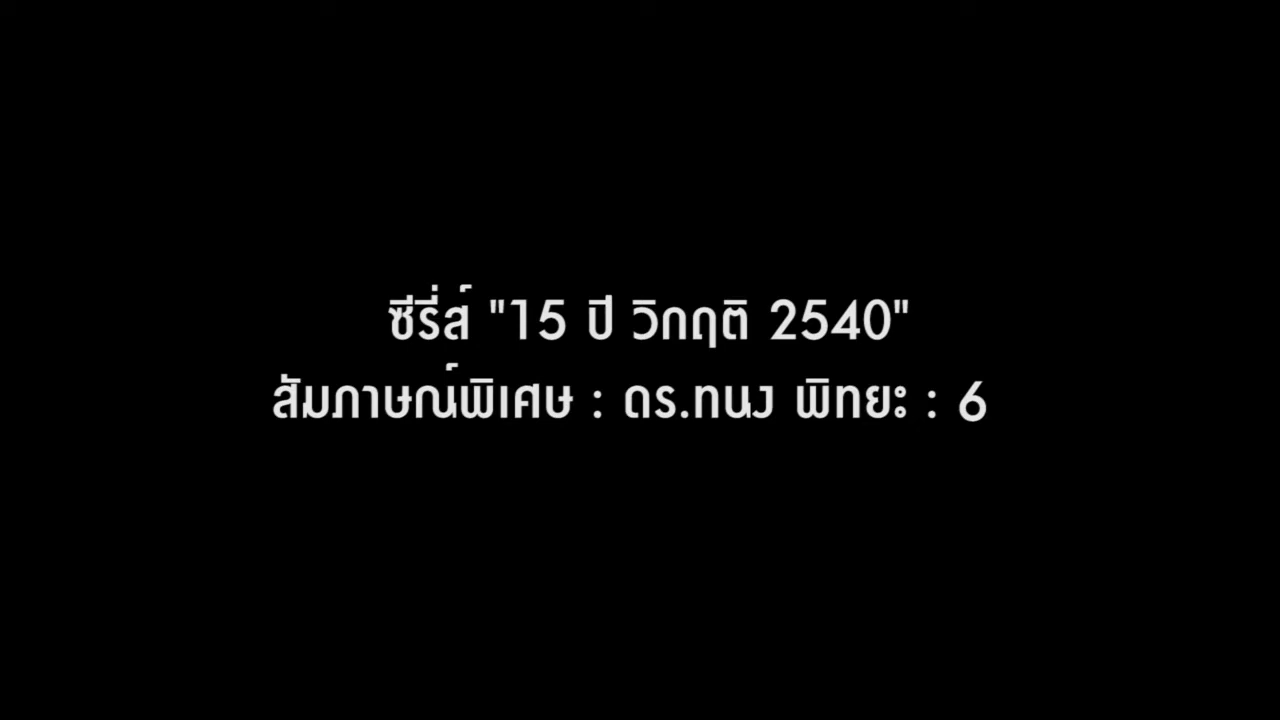 ซีรี่ส์ "15 ปี วิกฤติ 2540"
สัมภาษณ์พิเศษ : ดร.ทนง พิทยะ : 6